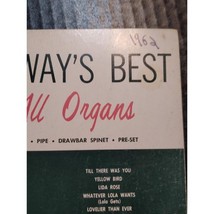 1962
WAY'S BEST
All Organs
• PIPE • DRAWBAR SPINET • PRE-SET
TILL THERE WAS YOU
YELLOW BIRD
LIDA ROSE
WHATEVER LOLA WANTS
(Lola Gets)
LOVELIER THAN EVER